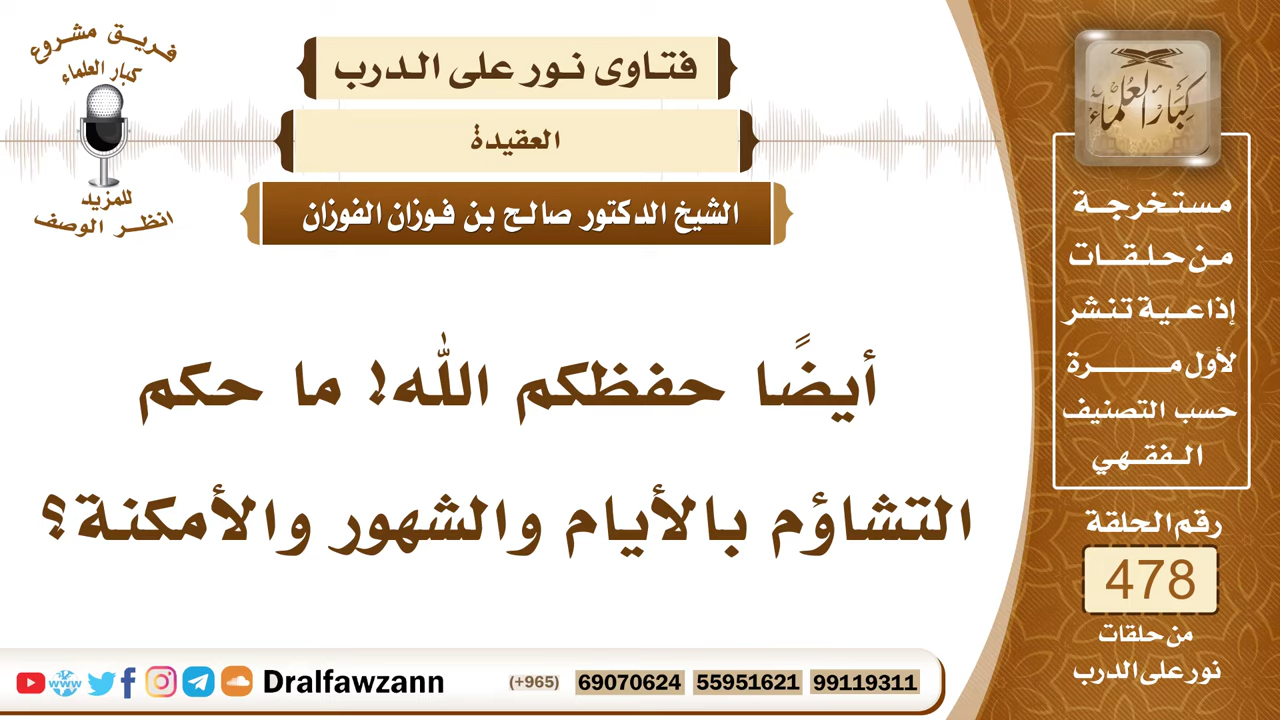 فريق مشروع
كبار العلماء
للمزيد
انظر الوصف
فتاوى نور على الدرب
العقيدة
الشيخ الدكتور صالح بن فوزان الفوزان
أيضًا حفظكم الله! ما حكم
التشاؤم بالأيام والشهور والأمكنة؟
كبار العلماء
مستخرجة
من حلقات
إذاعية تنشر
لأول مرة
حسب التصنيف
الفقهي
رقم الحلقة
478
من حلقات
نور على الدرب
www
Dralfawzann
(+965) 69070624 55951621 99119311